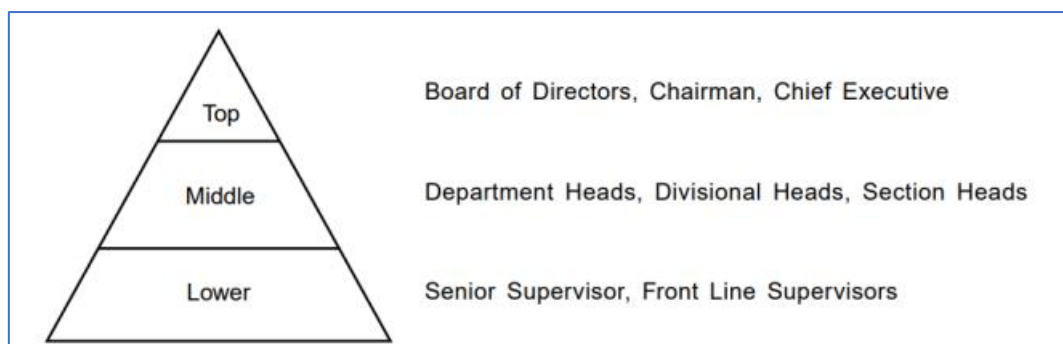 Top
Board of Directors, Chairman, Chief Executive
Middle
Department Heads, Divisional Heads, Section Heads
Lower
Senior Supervisor, Front Line Supervisors